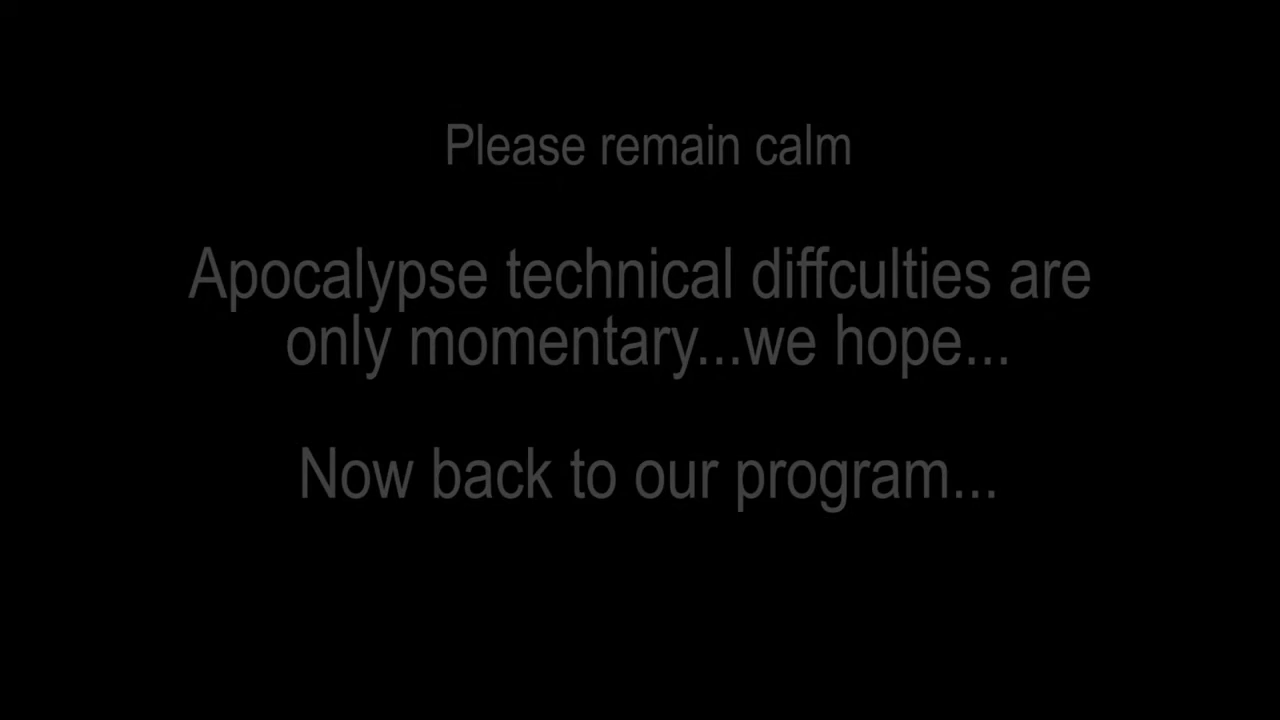 Please remain calm
Apocalypse technical diffculties are
only momentary...we hope...
Now back to our program...